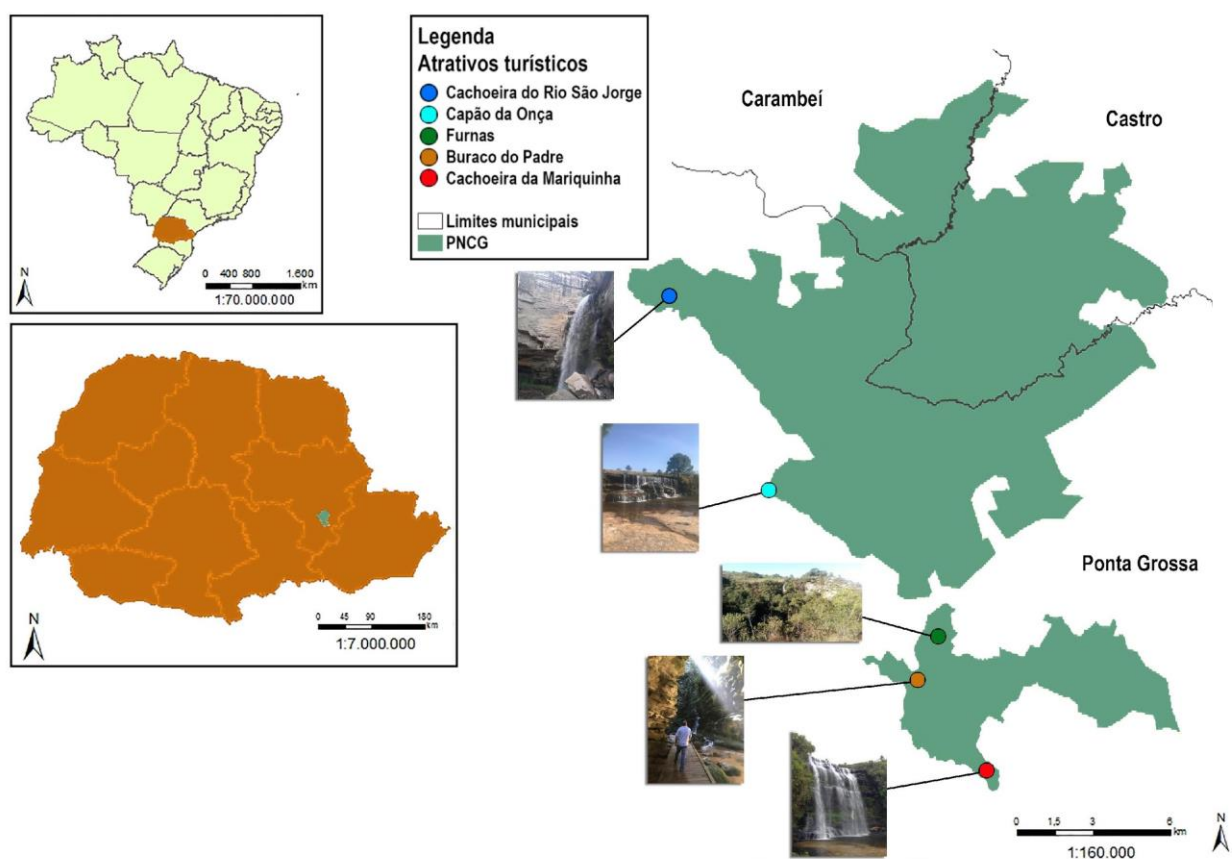 N
0 400 800 1.600
km
1:70.000.000
N
0 45 90 180
km
1:7.000.000
Legenda
Atrativos turísticos
Cachoeira do Rio São Jorge
Capão da Onça
Furnas
Buraco do Padre
Cachoeira da Mariquinha
Limites municipais
PNCG
Carambeí
Castro
Ponta Grossa
0 1,5 3 6
km
1:160.000
N